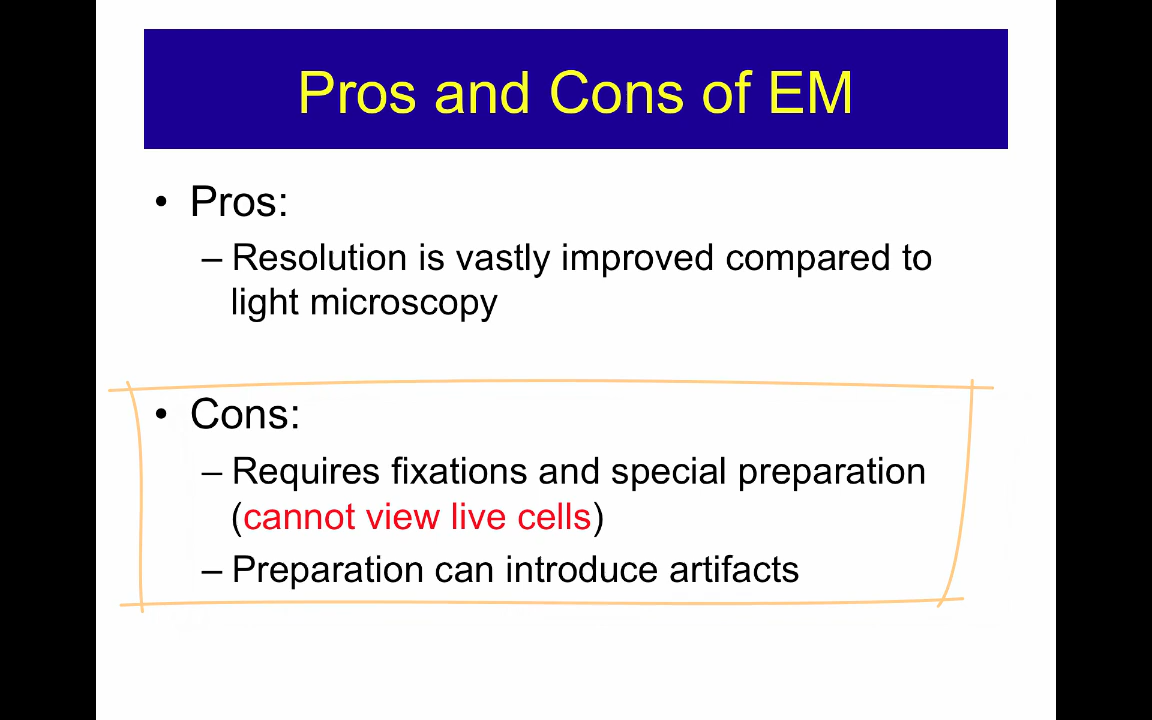 Pros and Cons of EM
• Pros:
– Resolution is vastly improved compared to
light microscopy
• Cons:
– Requires fixations and special preparation
(cannot view live cells)
– Preparation can introduce artifacts